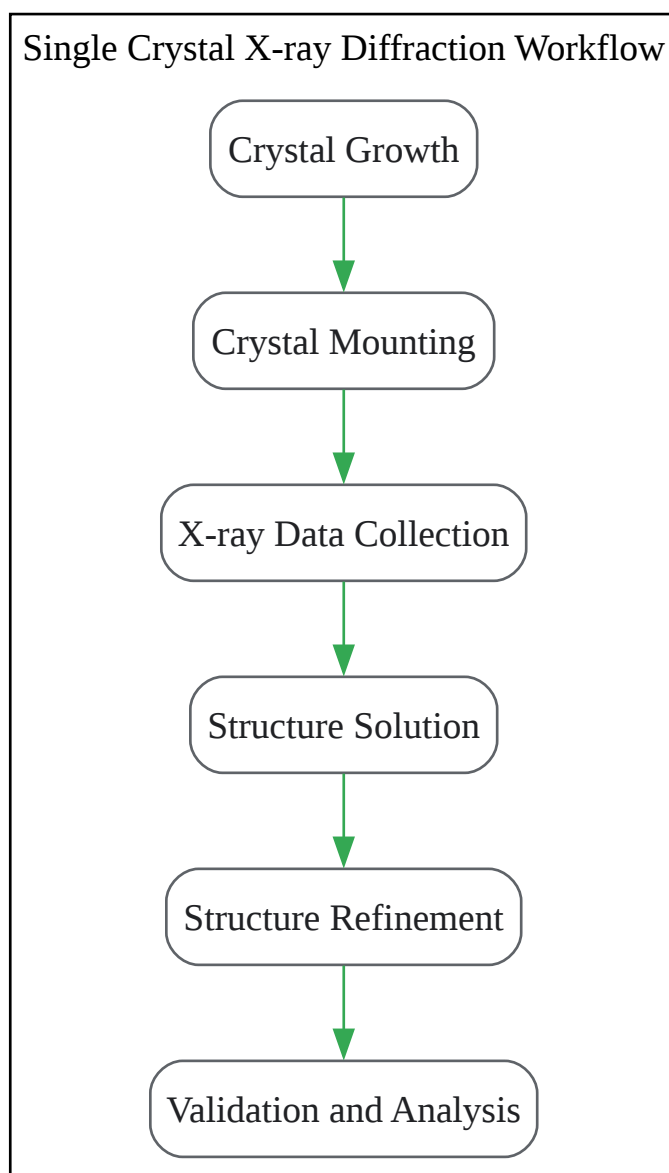 Single Crystal X-ray Diffraction Workflow
Crystal Growth
Crystal Mounting
X-ray Data Collection
Structure Solution
Structure Refinement
Validation and Analysis